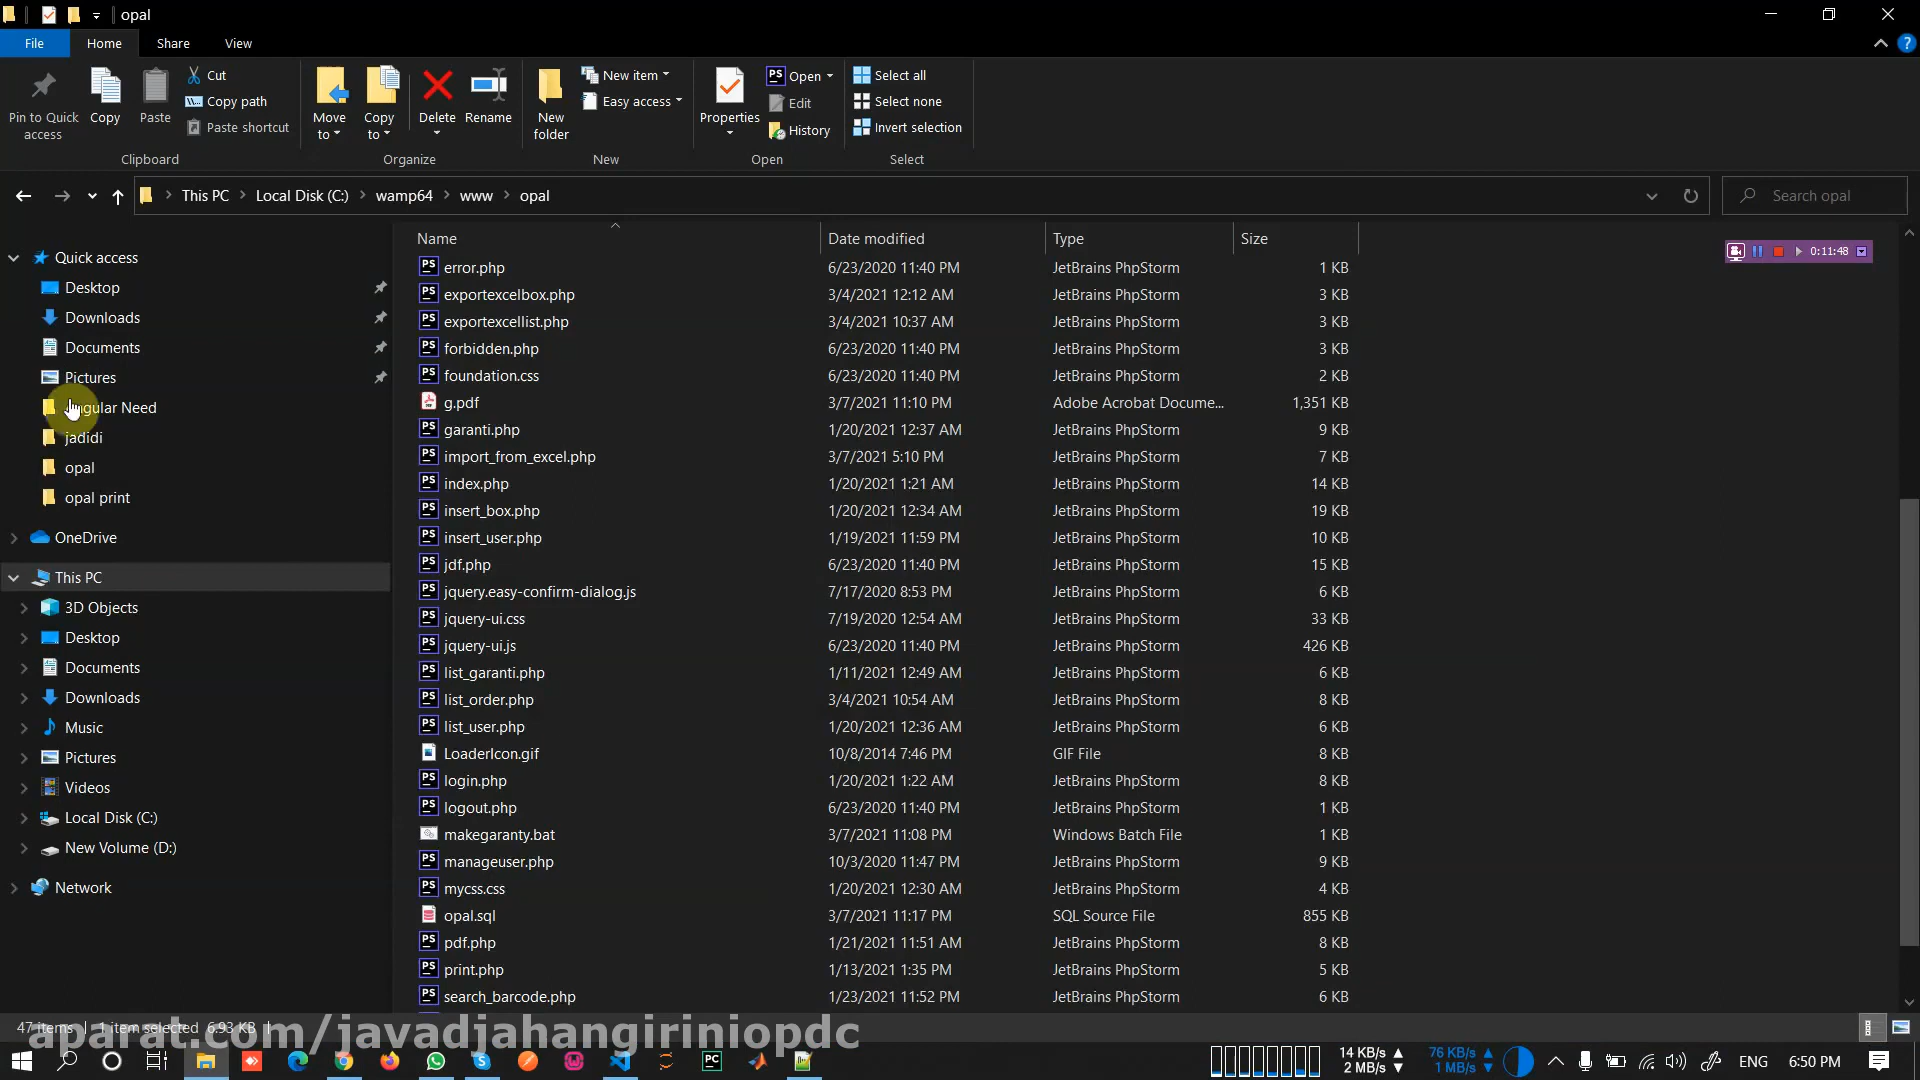 opal
File Home Share View
Pin to Quick access
Copy
Paste
Cut
Copy path
Paste shortcut
Clipboard
Move to
Copy to
Delete
Rename
Organize
New folder
New item
Easy access
New
Properties
Open
Edit
History
Open
Select all
Select none
Invert selection
Select
This PC Local Disk (C:) wamp64 www opal
Search opal
Quick access
Desktop
Downloads
Documents
Pictures
gular Need
jadidi
opal
opal print
OneDrive
This PC
3D Objects
Desktop
Documents
Downloads
Music
Pictures
Videos
Local Disk (C:)
New Volume (D:)
Network
Name Date modified Type Size
0:11:48
error.php 6/23/2020 11:40 PM JetBrains PhpStorm 1 KB
exportexcelbox.php 3/4/2021 12:12 AM JetBrains PhpStorm 3 KB
exportexcellist.php 3/4/2021 10:37 AM JetBrains PhpStorm 3 KB
forbidden.php 6/23/2020 11:40 PM JetBrains PhpStorm 3 KB
foundation.css 6/23/2020 11:40 PM JetBrains PhpStorm 2 KB
g.pdf 3/7/2021 11:10 PM Adobe Acrobat Docume... 1,351 KB
garanti.php 1/20/2021 12:37 AM JetBrains PhpStorm 9 KB
import_from_excel.php 3/7/2021 5:10 PM JetBrains PhpStorm 7 KB
index.php 1/20/2021 1:21 AM JetBrains PhpStorm 14 KB
insert_box.php 1/20/2021 12:34 AM JetBrains PhpStorm 19 KB
insert_user.php 1/19/2021 11:59 PM JetBrains PhpStorm 10 KB
jdf.php 6/23/2020 11:40 PM JetBrains PhpStorm 15 KB
jquery.easy-confirm-dialog.js 7/17/2020 8:53 PM JetBrains PhpStorm 6 KB
jquery-ui.css 7/19/2020 12:54 AM JetBrains PhpStorm 33 KB
jquery-ui.js 6/23/2020 11:40 PM JetBrains PhpStorm 426 KB
list_garanti.php 1/11/2021 12:49 AM JetBrains PhpStorm 6 KB
list_order.php 3/4/2021 10:54 AM JetBrains PhpStorm 8 KB
list_user.php 1/20/2021 12:36 AM JetBrains PhpStorm 6 KB
LoaderIcon.gif 10/8/2014 7:46 PM GIF File 8 KB
login.php 1/20/2021 1:22 AM JetBrains PhpStorm 8 KB
logout.php 6/23/2020 11:40 PM JetBrains PhpStorm 1 KB
makegaranty.bat 3/7/2021 11:08 PM Windows Batch File 1 KB
manageuser.php 10/3/2020 11:47 PM JetBrains PhpStorm 9 KB
mycss.css 1/20/2021 12:30 AM JetBrains PhpStorm 4 KB
opal.sql 3/7/2021 11:17 PM SQL Source File 855 KB
pdf.php 1/21/2021 11:51 AM JetBrains PhpStorm 8 KB
print.php 1/13/2021 1:35 PM JetBrains PhpStorm 5 KB
search_barcode.php 1/23/2021 11:52 PM JetBrains PhpStorm 6 KB
47 items 1 item selected 6.93 KB
aparat.com/javadjahangiriniopdc
14 KB/s 76 KB/s
2 MB/s 1 MB/s
ENG 6:50 PM